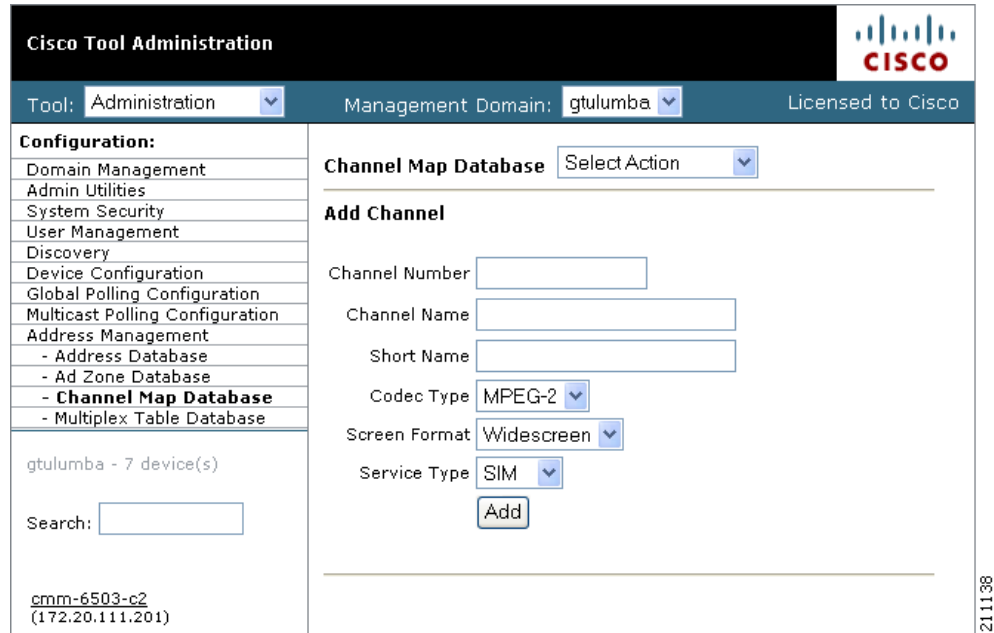 Cisco Tool Administration
CISCO
Tool: Administration Management Domain: gtulumba Licensed to Cisco
Configuration:
Domain Management
Admin Utilities
System Security
User Management
Discovery
Device Configuration
Global Polling Configuration
Multicast Polling Configuration
Address Management
- Address Database
- Ad Zone Database
- Channel Map Database
- Multiplex Table Database
gtulumba - 7 device(s)
Search:
cmm-6503-c2
(172.20.111.201)
Channel Map Database Select Action
Add Channel
Channel Number
Channel Name
Short Name
Codec Type MPEG-2
Screen Format Widescreen
Service Type SIM
Add
211138